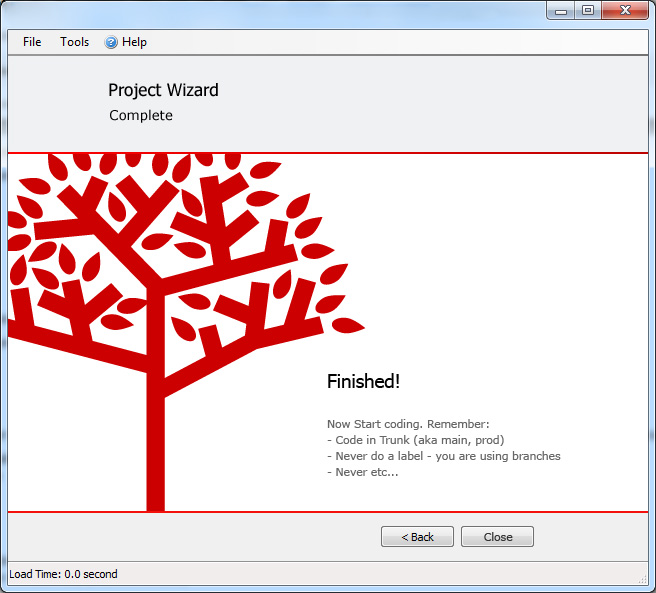 File Tools Help
Project Wizard
Complete
Finished!
Now Start coding. Remember:
- Code in Trunk (aka main, prod)
- Never do a label - you are using branches
- Never etc...
< Back Close
Load Time: 0.0 second